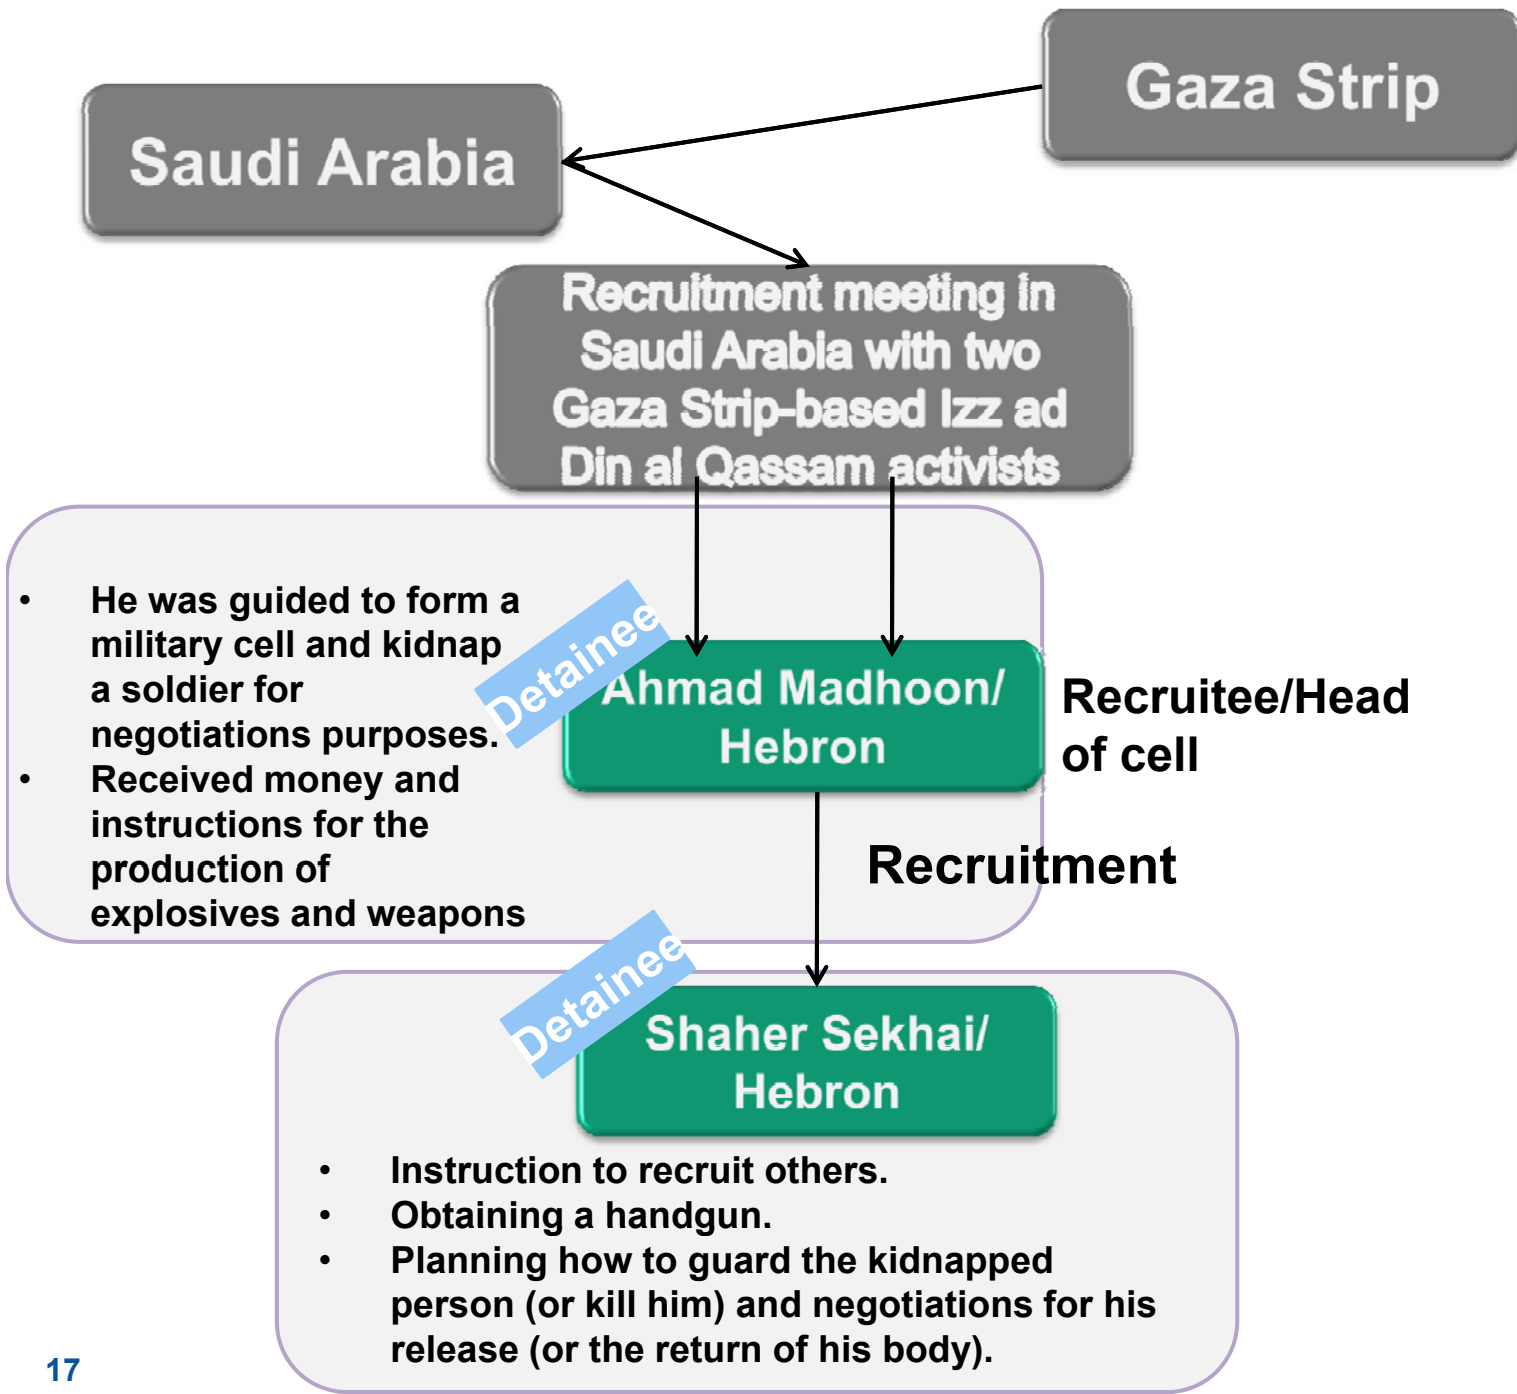 Gaza Strip
Saudi Arabia
Recruitment meeting in
Saudi Arabia with two
Gaza Strip-based Izz ad
Din al Qassam activists
• He was guided to form a
military cell and kidnap
a soldier for
negotiations purposes.
• Received money and
instructions for the
production of
explosives and weapons
Detainee
Ahmad Madhoon/
Hebron
Recruitee/Head
of cell
Recruitment
Detainee
Shaher Sekhai/
Hebron
• Instruction to recruit others.
• Obtaining a handgun.
• Planning how to guard the kidnapped
person (or kill him) and negotiations for his
release (or the return of his body).
17